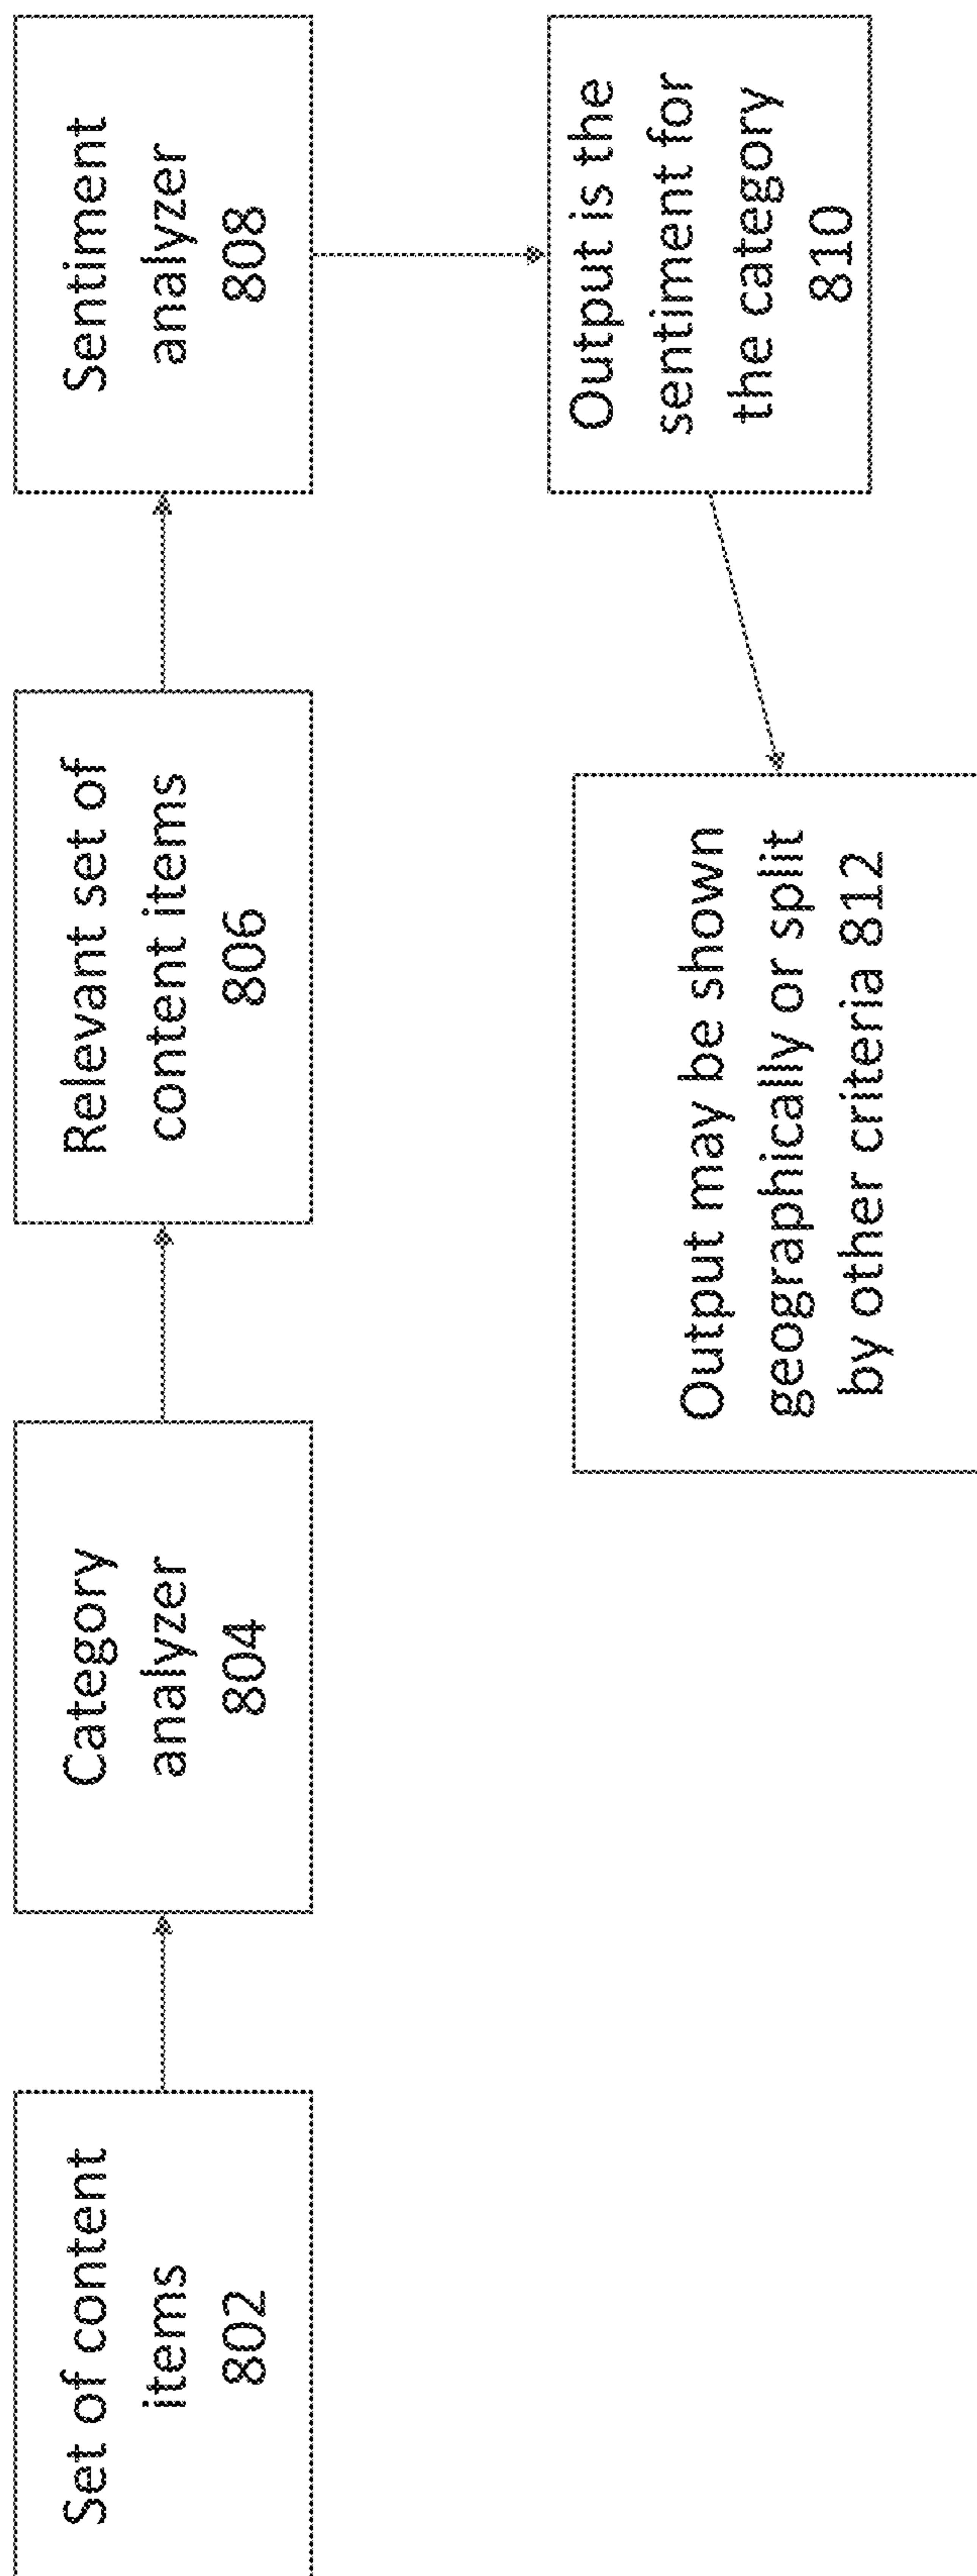 Set of content
items
802
Category
analyzer
804
Relevant set of
content items
806
Sentiment
analyzer
808
Output is the
sentiment for
the category
810
Output may be shown
geographically or split
by other criteria 812